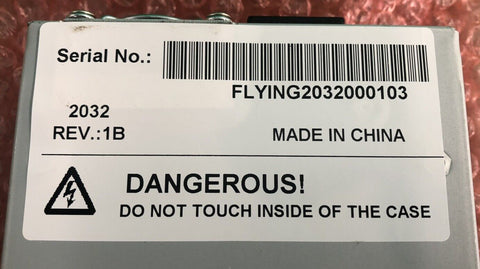 Serial No.:
FLYING2032000103
2032
REV.:1B
MADE IN CHINA
DANGEROUS!
DO NOT TOUCH INSIDE OF THE CASE